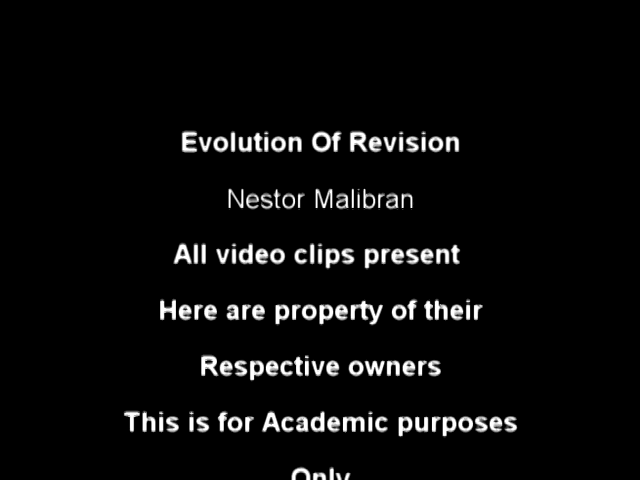 Evolution Of Revision
Nestor Malibran
All video clips present
Here are property of their
Respective owners
This is for Academic purposes
Only